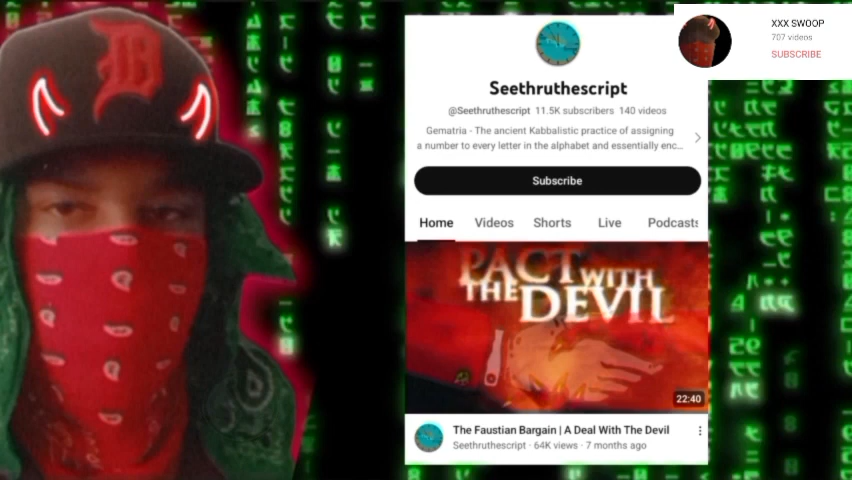 XXX SWOOP
707 videos
SUBSCRIBE
Seethruthescript
@Seethruthescript 11.5K subscribers 140 videos
Gematria - The ancient Kabbalistic practice of assigning
a number to every letter in the alphabet and essentially enc...
Subscribe
Home Videos Shorts Live Podcasts
PACT WITH
THE DEVIL
22:40
The Faustian Bargain | A Deal With The Devil
Seethruthescript · 64K views · 7 months ago